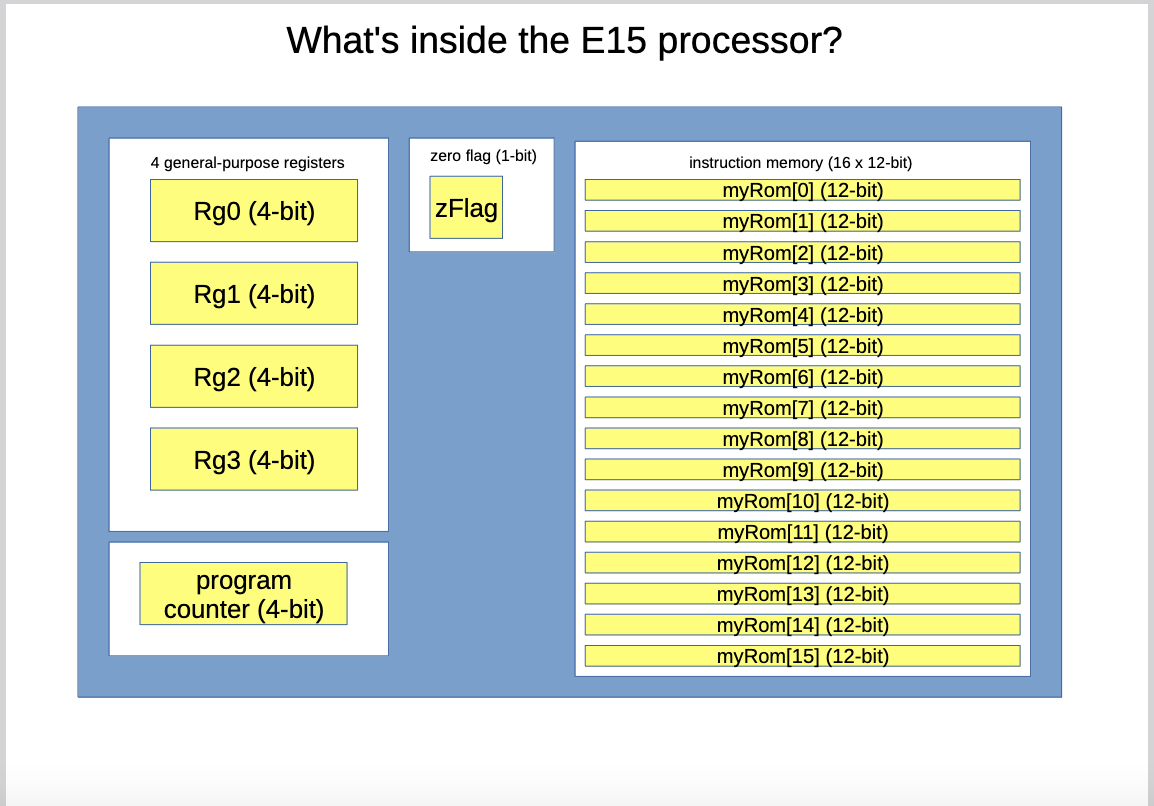 What's inside the E15 processor?
4 general-purpose registers
Rg0 (4-bit)
Rg1 (4-bit)
Rg2 (4-bit)
Rg3 (4-bit)
program
counter (4-bit)
zero flag (1-bit)
zFlag
instruction memory (16 x 12-bit)
myRom[0] (12-bit)
myRom[1] (12-bit)
myRom[2] (12-bit)
myRom[3] (12-bit)
myRom[4] (12-bit)
myRom[5] (12-bit)
myRom[6] (12-bit)
myRom[7] (12-bit)
myRom[8] (12-bit)
myRom[9] (12-bit)
myRom[10] (12-bit)
myRom[11] (12-bit)
myRom[12] (12-bit)
myRom[13] (12-bit)
myRom[14] (12-bit)
myRom[15] (12-bit)